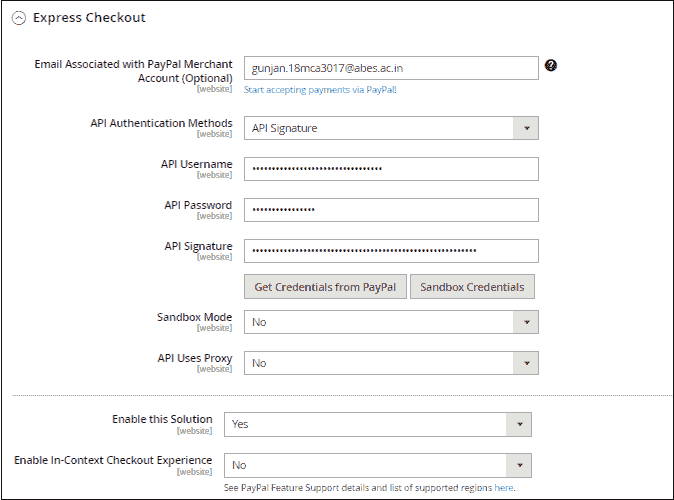 Express Checkout
Email Associated with PayPal Merchant
Account (Optional)
[website]
gunjan.18mca3017@abes.ac.in
Start accepting payments via PayPal!
API Authentication Methods
[website]
API Signature
API Username
[website]
API Password
[website]
API Signature
[website]
Get Credentials from PayPal
Sandbox Credentials
Sandbox Mode
[website]
No
API Uses Proxy
[website]
No
Enable this Solution
[website]
Yes
Enable In-Context Checkout Experience
[website]
No
See PayPal Feature Support details and list of supported regions here.